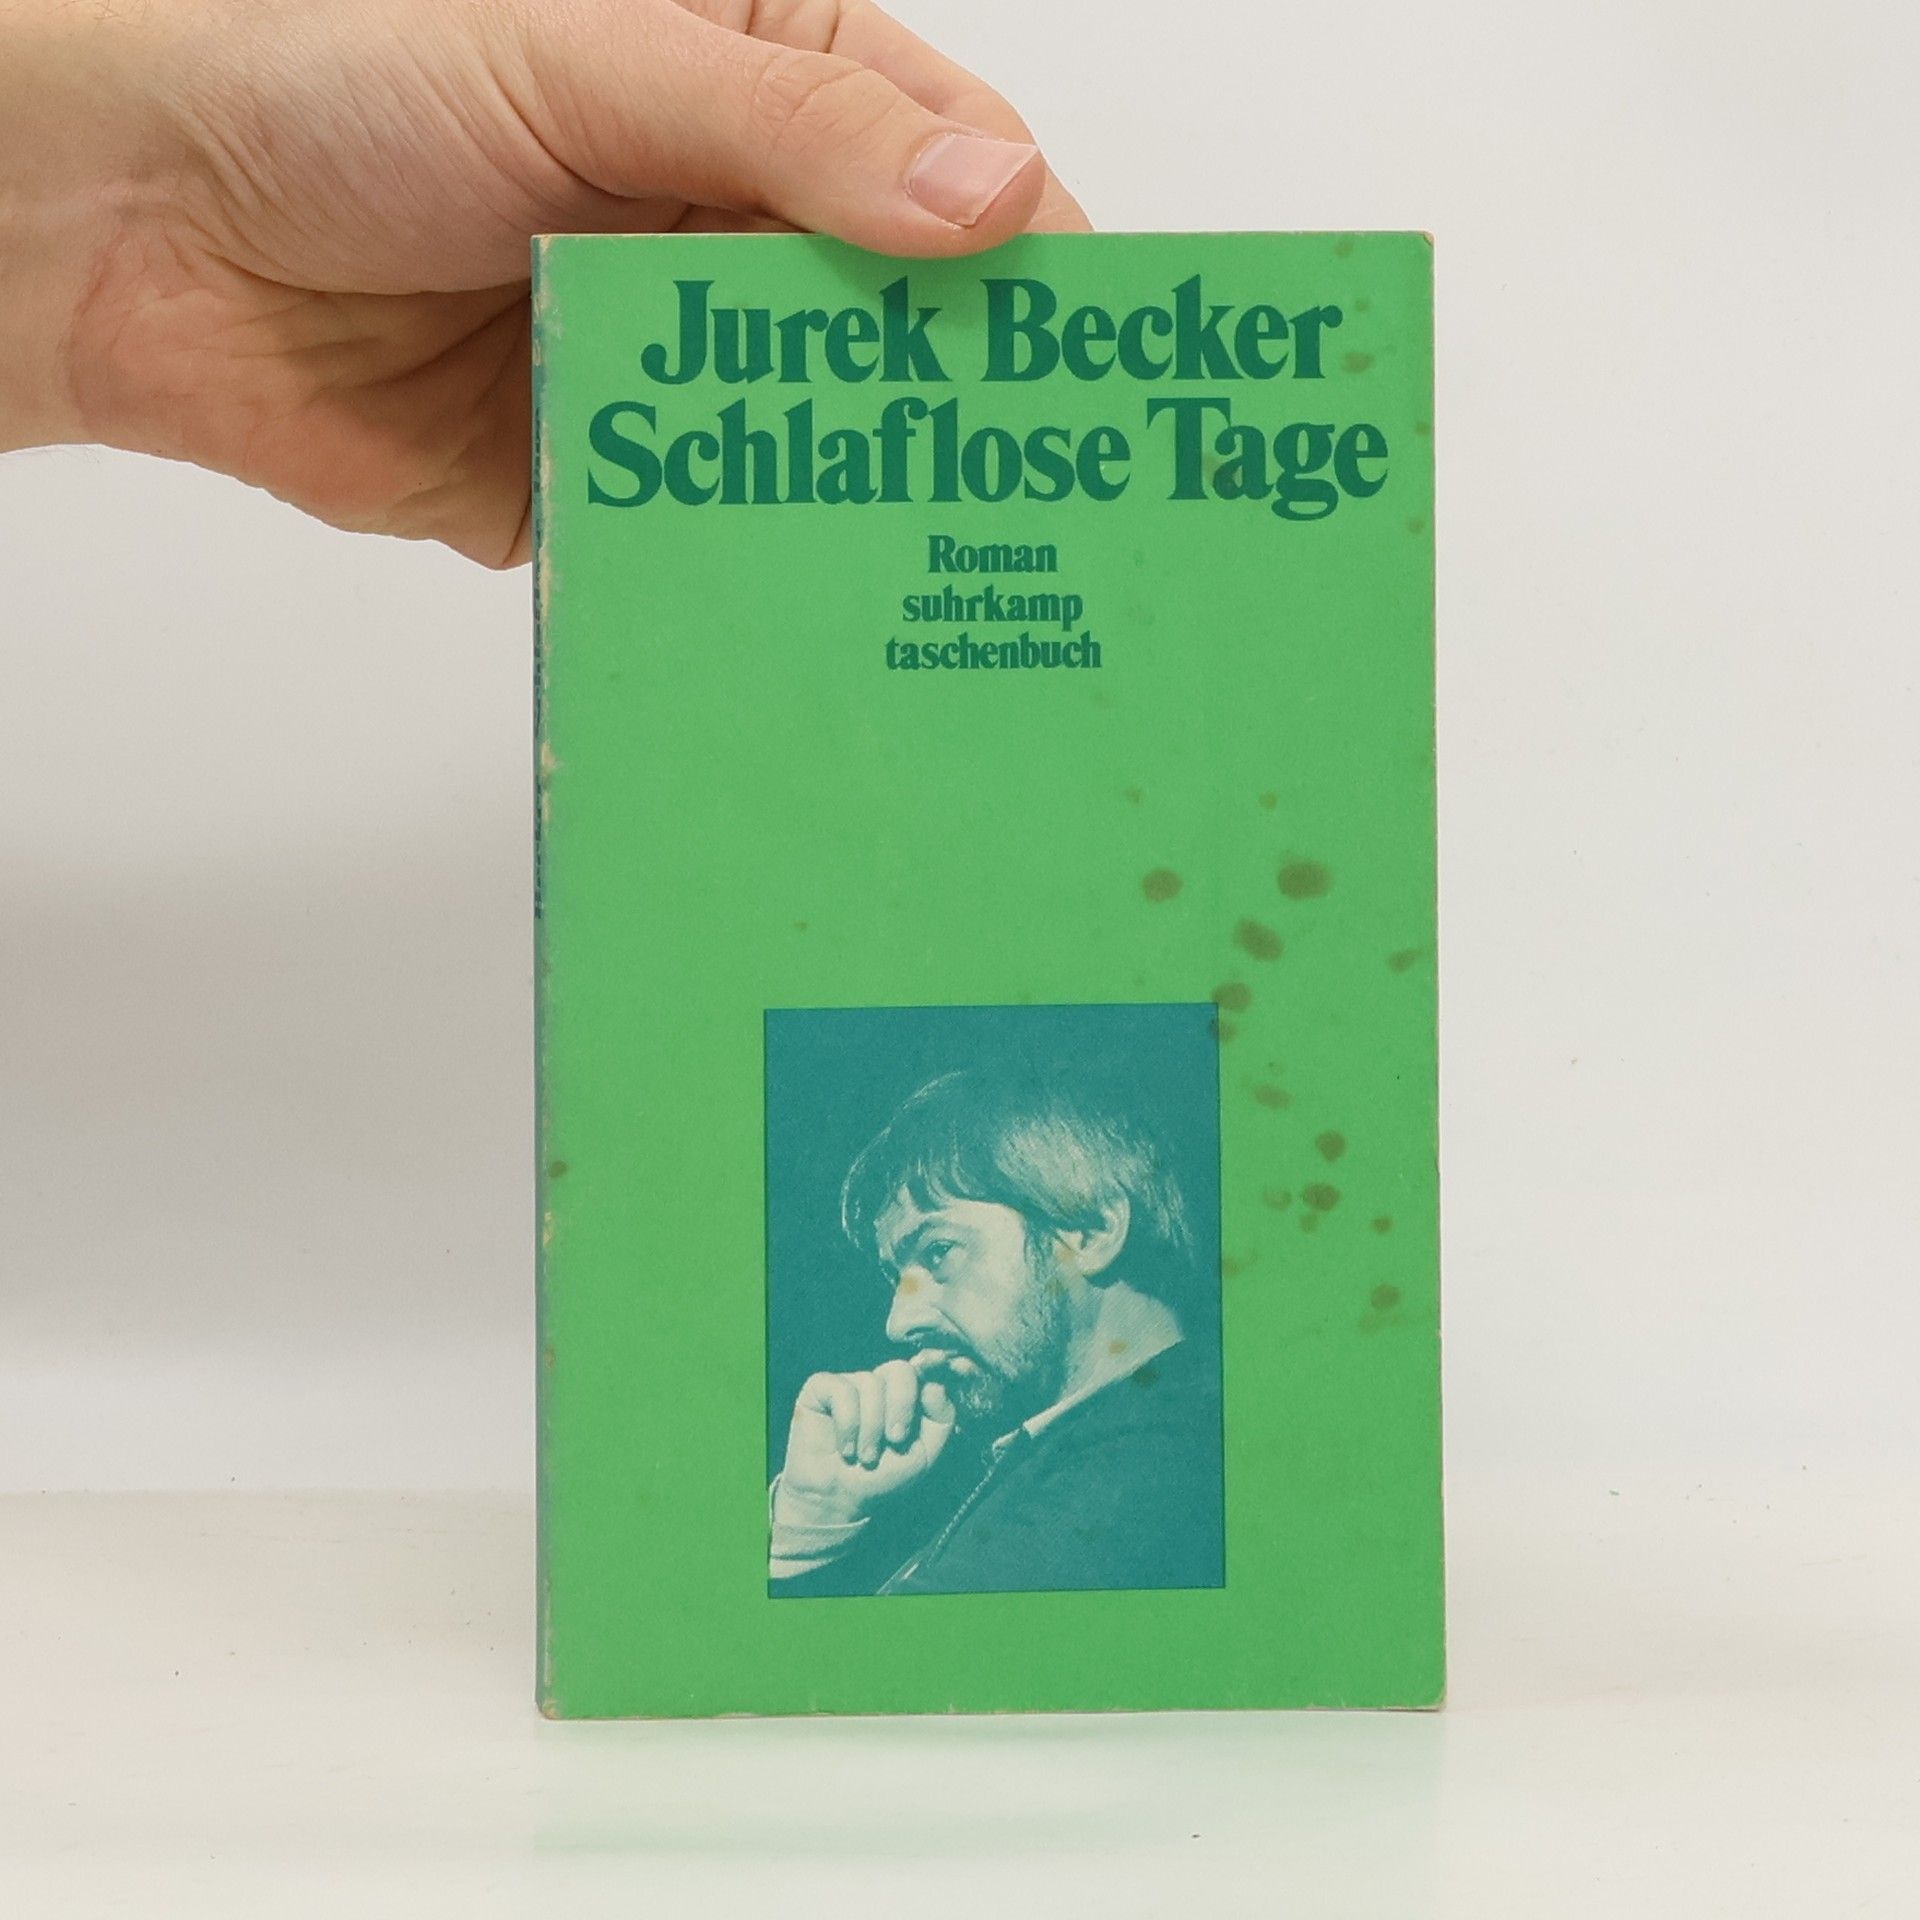 Jurek Becker
Schlaflose Tage
Roman
suhrkamp
taschenbuch